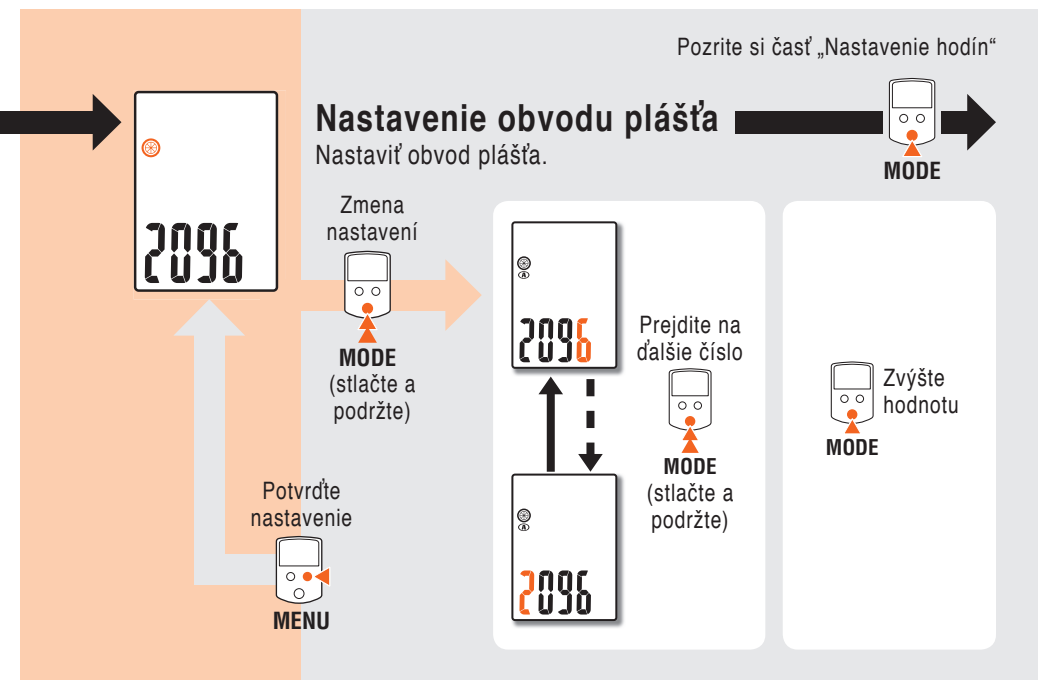 Pozrite si časť „Nastavenie hodín“
MODE
Nastavenie obvodu plášťa
Nastaviť obvod plášťa.
2096
Zmena
nastavení
MODE
(stlačte a
podržte)
2096
Prejdite na
ďalšie číslo
MODE
(stlačte a
podržte)
2096
Zvýšte
hodnotu
MODE
Potvrďte
nastavenie
MENU